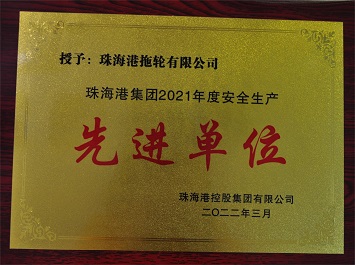 授予：珠海港拖轮有限公司
珠海港集团2021年度安全生产
先进单位
珠海港控股集团有限公司
二〇二二年三月